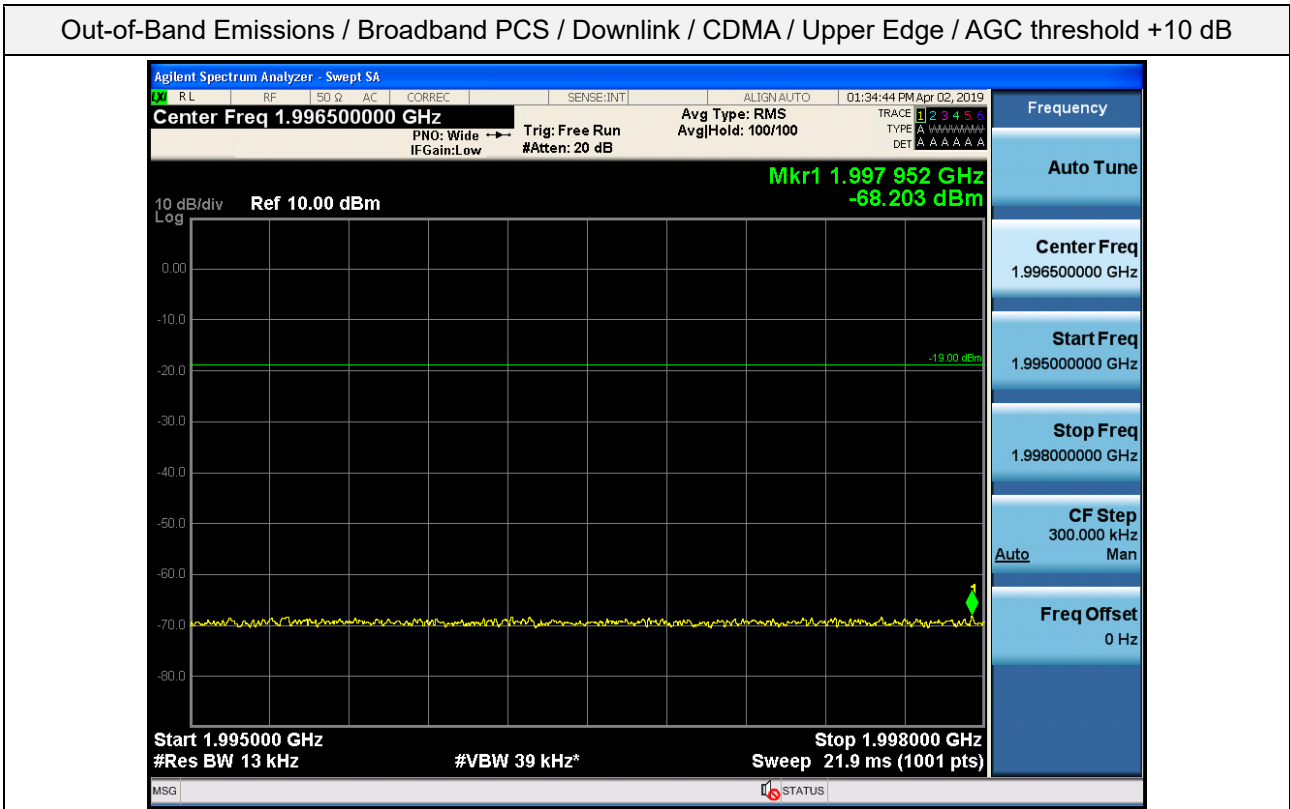 Out-of-Band Emissions / Broadband PCS / Downlink / CDMA / Upper Edge / AGC threshold +10 dB
Agilent Spectrum Analyzer - Swept SA
LXI RL RF 50 Ω AC CORREC SENSE:INT ALIGN AUTO 01:34:44 PM Apr 02, 2019
Center Freq 1.996500000 GHz
PNO: Wide
IFGain:Low
Trig: Free Run
#Atten: 20 dB
Avg Type: RMS
Avg|Hold: 100/100
TRACE 1 2 3 4 5 6
TYPE A WWWWW
DET A A A A A A
Mkr1 1.997 952 GHz
-68.203 dBm
10 dB/div Ref 10.00 dBm
Log
0.00
-10.0
-19.00 dBm
-20.0
-30.0
-40.0
-50.0
-60.0
1
-70.0
-80.0
Start 1.995000 GHz Stop 1.998000 GHz
#Res BW 13 kHz #VBW 39 kHz* Sweep 21.9 ms (1001 pts)
MSG STATUS
Frequency
Auto Tune
Center Freq
1.996500000 GHz
Start Freq
1.995000000 GHz
Stop Freq
1.998000000 GHz
CF Step
300.000 kHz
Auto Man
Freq Offset
0 Hz